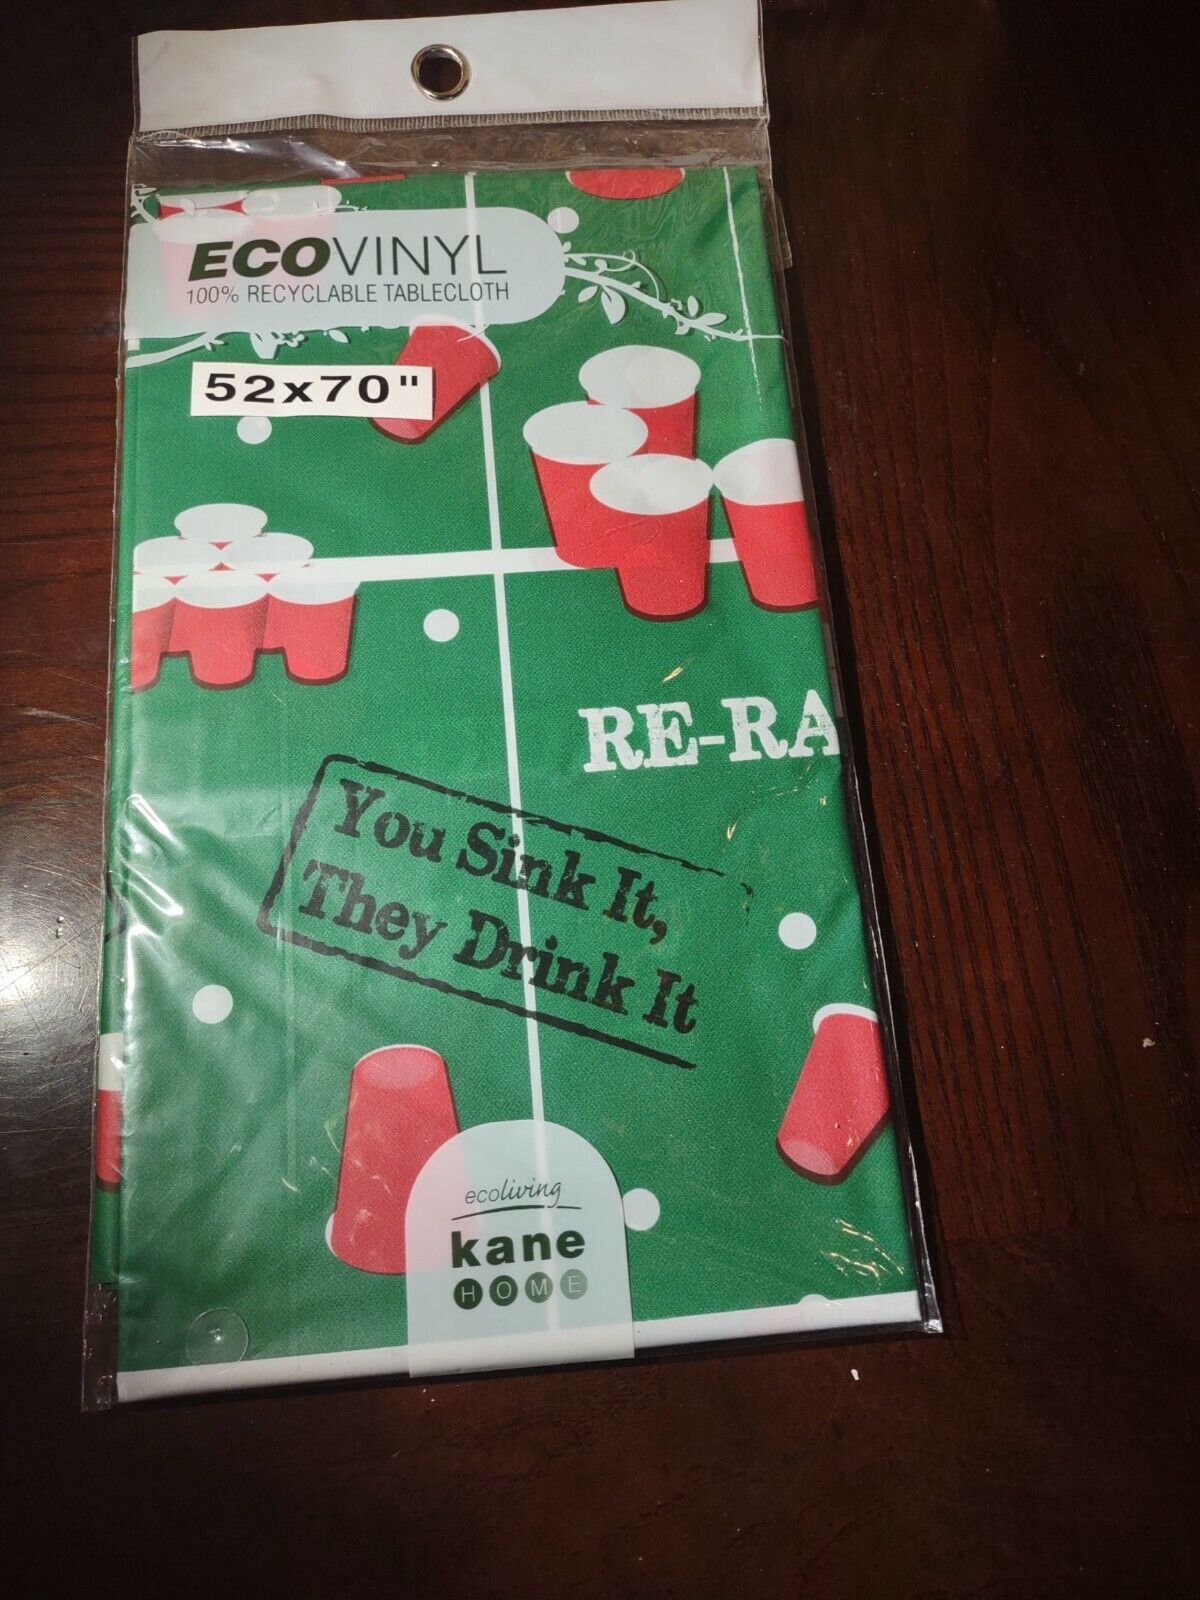 ECOVINYL
100% RECYCLABLE TABLECLOTH
52x70"
RE-RA
You Sink It,
They Drink It
ecoliving
kane
HOME